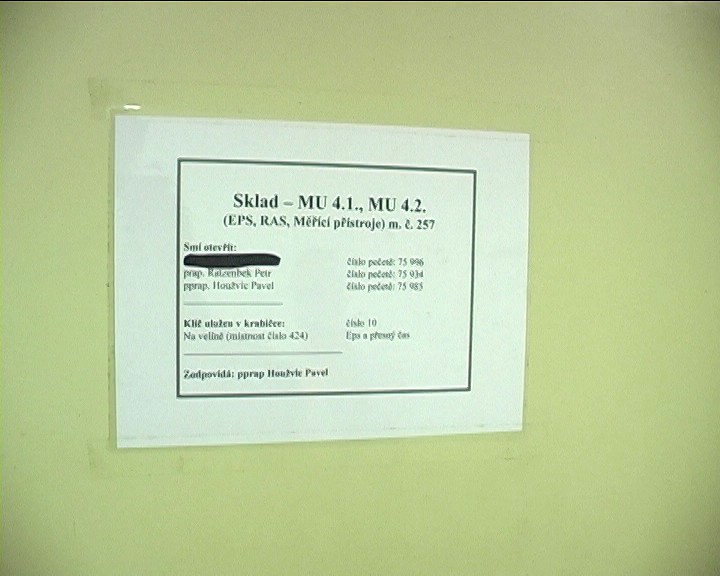 Sklad – MU 4.1., MU 4.2.
(EPS, RAS, Měřící přístroje) m. č. 257
Smí otevřít:
číslo pečetě: 75 996
prap. Ratzenbek Petr číslo pečetě: 75 934
pprap. Houžvic Pavel číslo pečetě: 75 985
Klíč uložen v krabičce: číslo 10
Na velíně (místnost číslo 424) Eps a přesný čas
Zodpovídá: pprap Houžvic Pavel